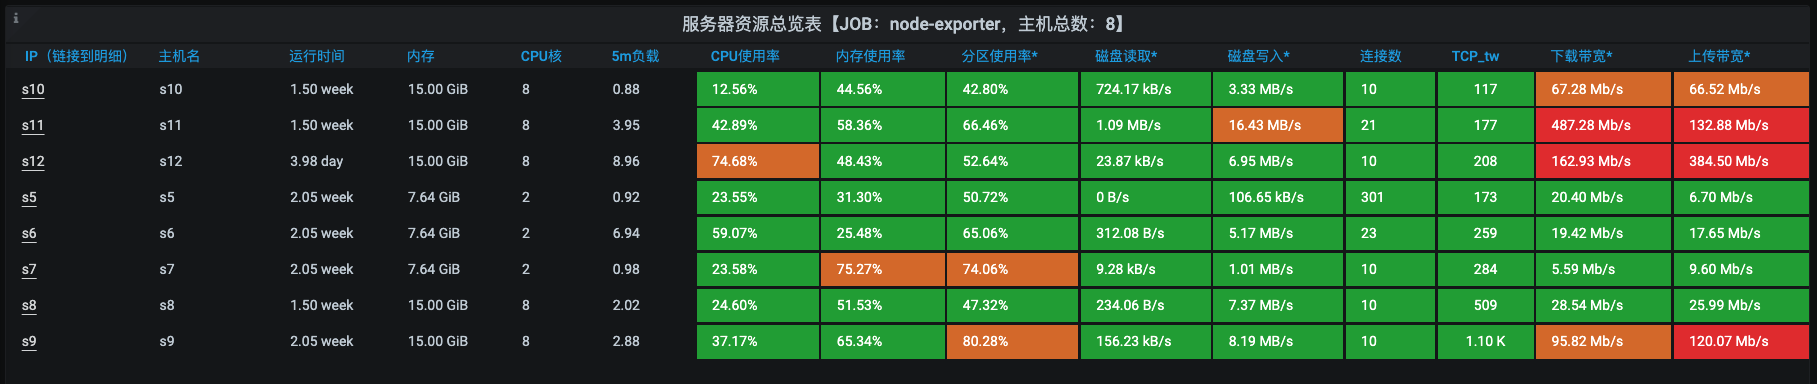 服务器资源总览表【JOB：node-exporter，主机总数：8】
IP（链接到明细） 主机名 运行时间 内存 CPU核 5m负载 CPU使用率 内存使用率 分区使用率* 磁盘读取* 磁盘写入* 连接数 TCP_tw 下载带宽* 上传带宽*
s10 s10 1.50 week 15.00 GiB 8 0.88 12.56% 44.56% 42.80% 724.17 kB/s 3.33 MB/s 10 117 67.28 Mb/s 66.52 Mb/s
s11 s11 1.50 week 15.00 GiB 8 3.95 42.89% 58.36% 66.46% 1.09 MB/s 16.43 MB/s 21 177 487.28 Mb/s 132.88 Mb/s
s12 s12 3.98 day 15.00 GiB 8 8.96 74.68% 48.43% 52.64% 23.87 kB/s 6.95 MB/s 10 208 162.93 Mb/s 384.50 Mb/s
s5 s5 2.05 week 7.64 GiB 2 0.92 23.55% 31.30% 50.72% 0 B/s 106.65 kB/s 301 173 20.40 Mb/s 6.70 Mb/s
s6 s6 2.05 week 7.64 GiB 2 6.94 59.07% 25.48% 65.06% 312.08 B/s 5.17 MB/s 23 259 19.42 Mb/s 17.65 Mb/s
s7 s7 2.05 week 7.64 GiB 2 0.98 23.58% 75.27% 74.06% 9.28 kB/s 1.01 MB/s 10 284 5.59 Mb/s 9.60 Mb/s
s8 s8 1.50 week 15.00 GiB 8 2.02 24.60% 51.53% 47.32% 234.06 B/s 7.37 MB/s 10 509 28.54 Mb/s 25.99 Mb/s
s9 s9 2.05 week 15.00 GiB 8 2.88 37.17% 65.34% 80.28% 156.23 kB/s 8.19 MB/s 10 1.10 K 95.82 Mb/s 120.07 Mb/s